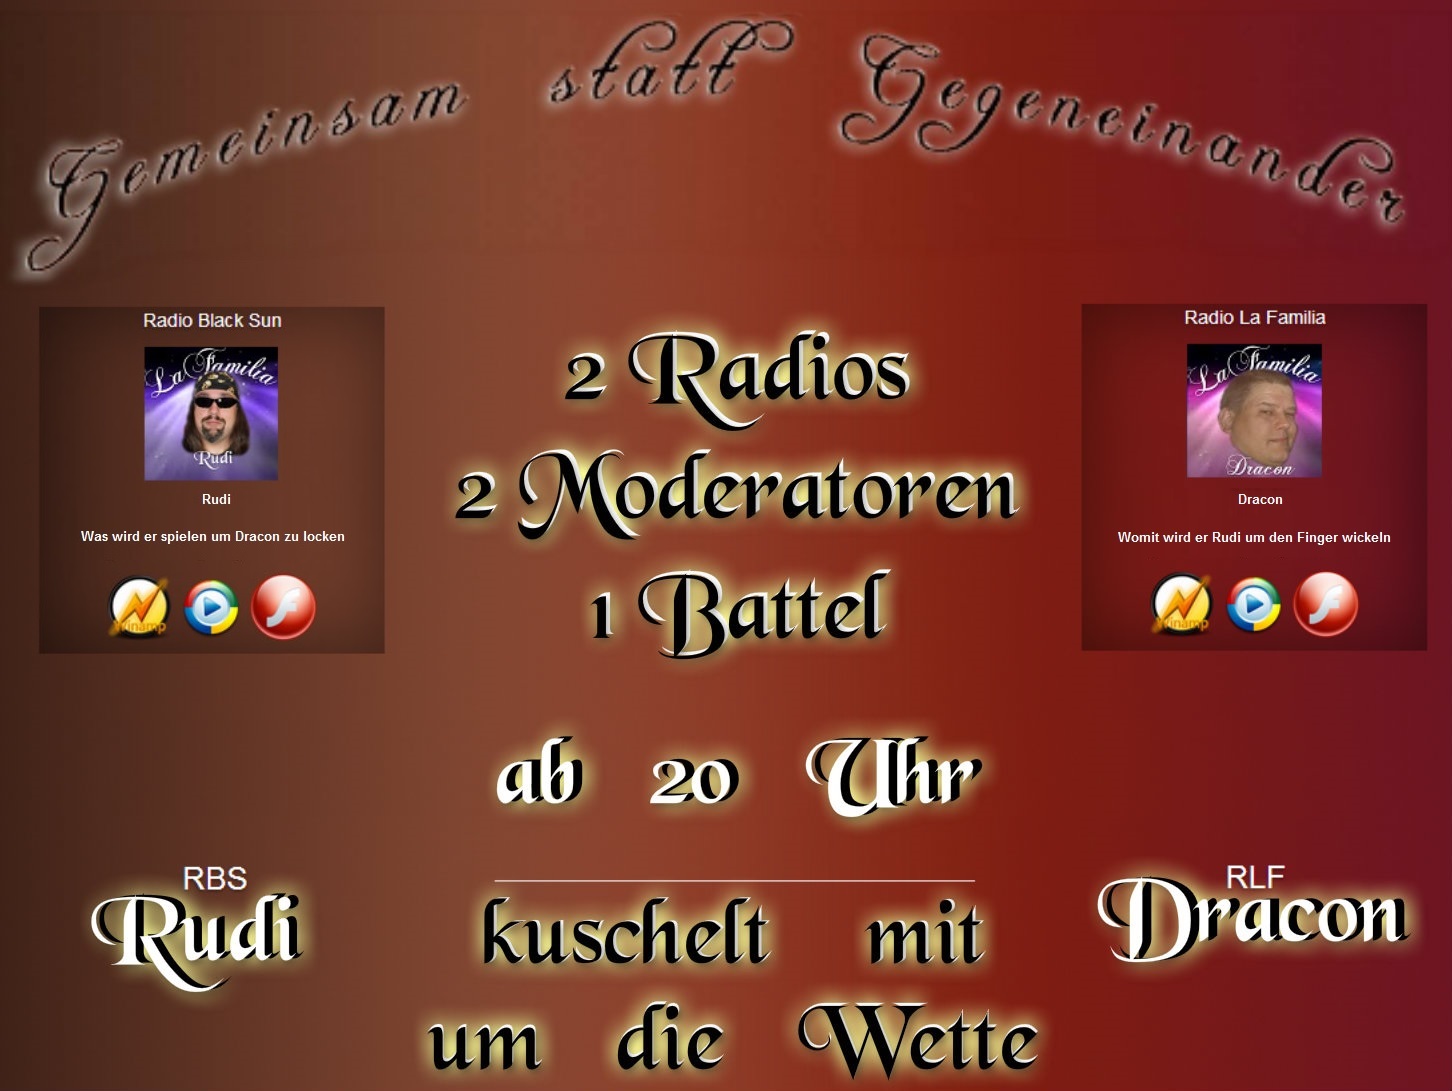 Gemeinsam statt Gegeneinander
Radio Black Sun
La Familia
Rudi
Rudi
Was wird er spielen um Dracon zu locken
winamp
2 Radios
2 Moderatoren
1 Battel
Radio La Familia
La Familia
Dracon
Dracon
Womit wird er Rudi um den Finger wickeln
winamp
ab 20 Uhr
RBS
Rudi
kuschelt mit
RLF
Dracon
um die Wette